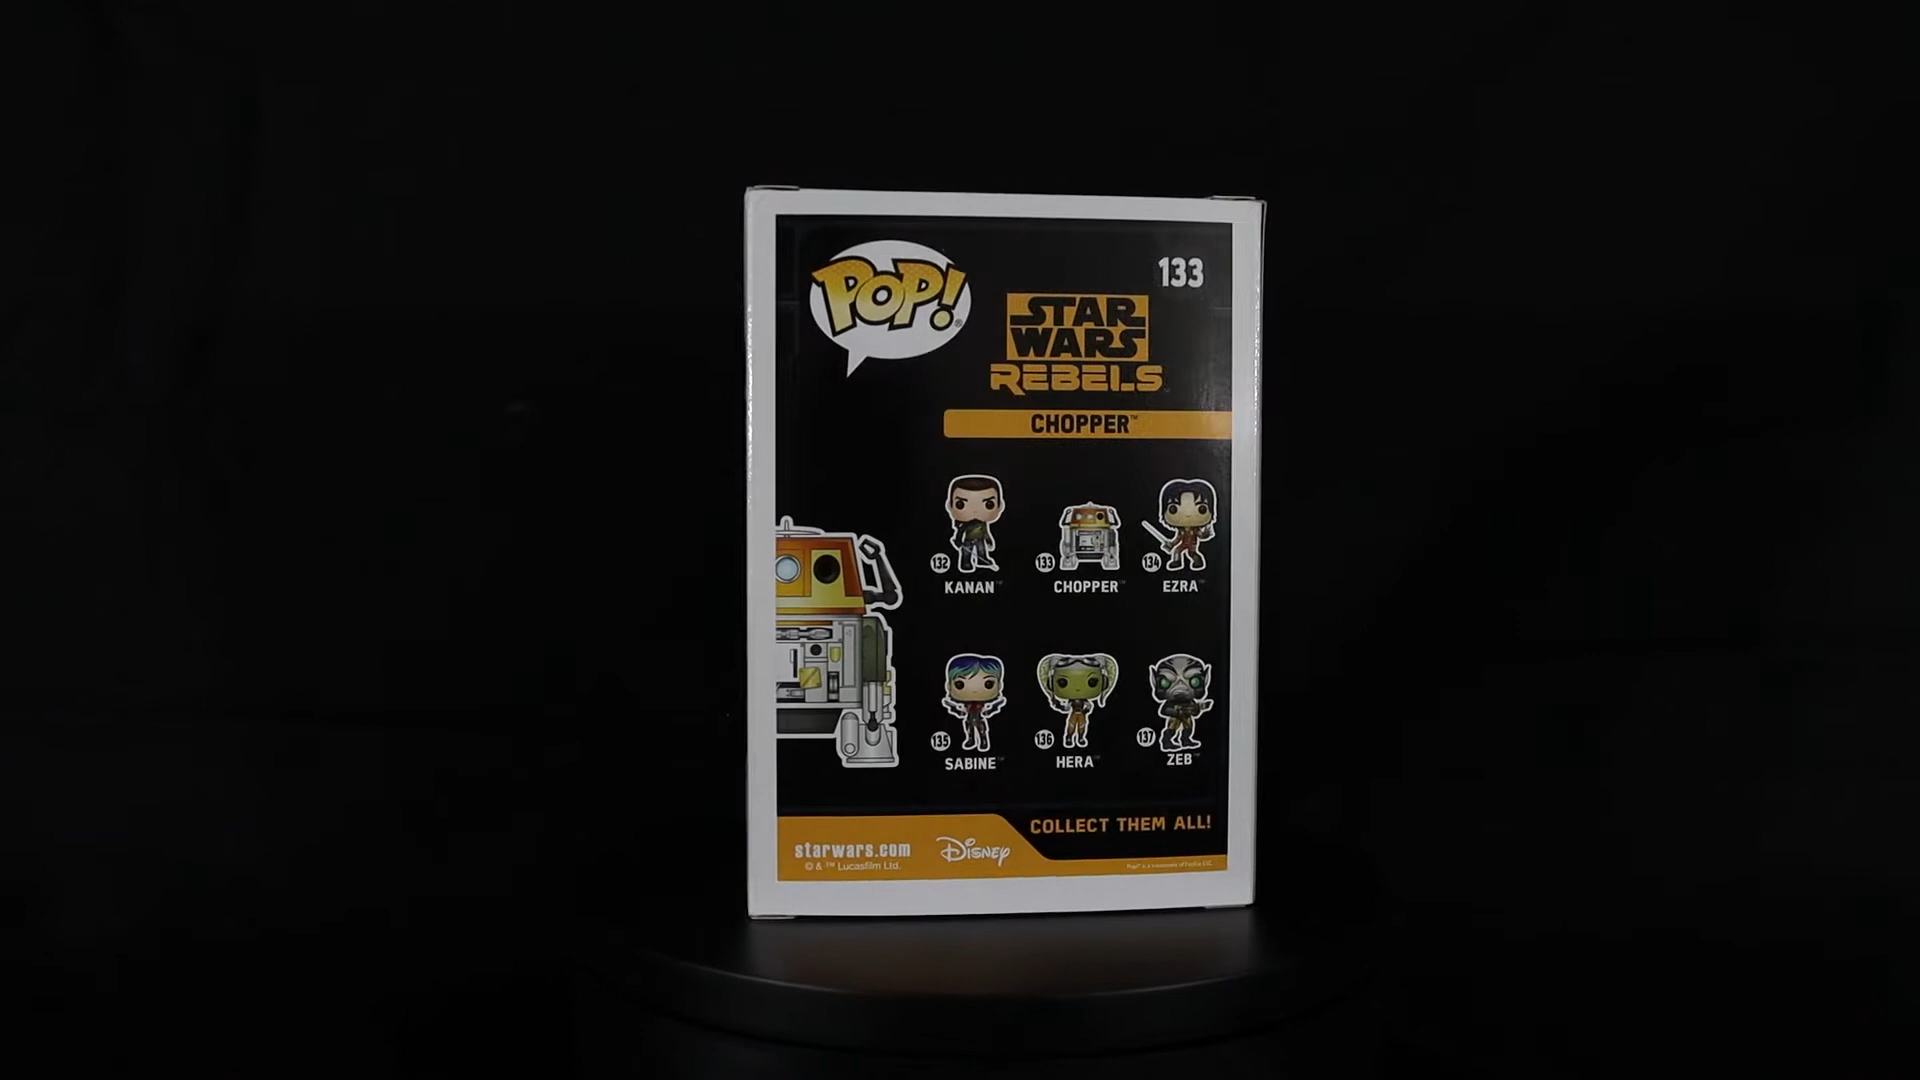 POP!®
133
STAR
WARS
REBELS
CHOPPER™
132
KANAN™
133
CHOPPER™
134
EZRA™
135
SABINE™
136
HERA™
137
ZEB™
COLLECT THEM ALL!
starwars.com
© & ™ Lucasfilm Ltd.
Disney